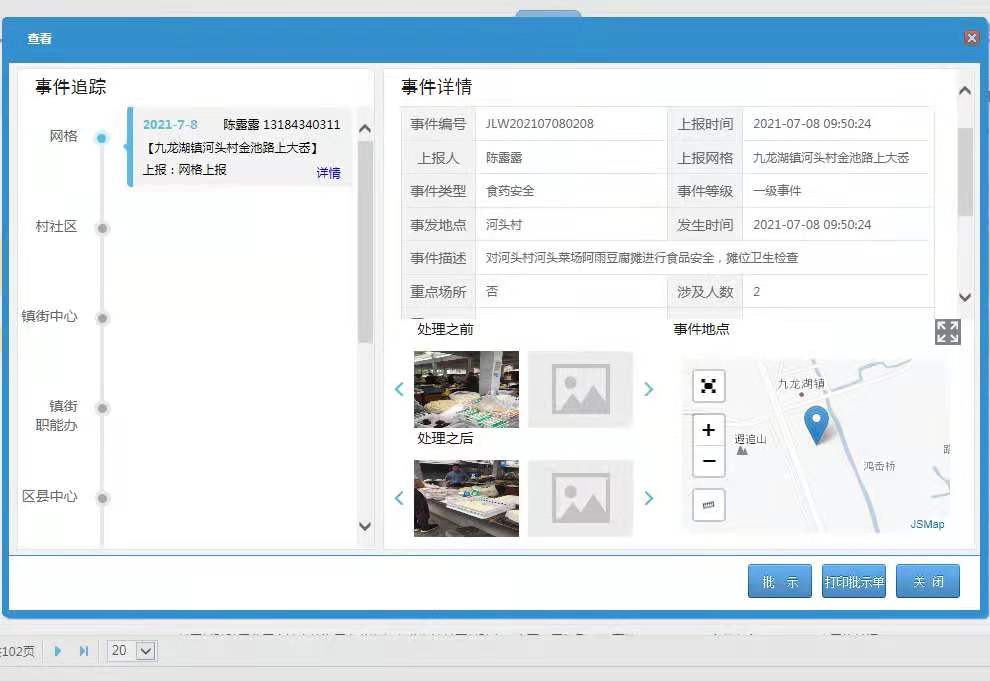 查看
事件追踪
网格
2021-7-8 陈露露 13184340311
【九龙湖镇河头村金池路上大岙】
上报：网格上报
详情
村社区
镇街中心
镇街
职能办
区县中心
事件详情
事件编号 JLW202107080208 上报时间 2021-07-08 09:50:24
上报人 陈露露 上报网格 九龙湖镇河头村金池路上大岙
事件类型 食药安全 事件等级 一级事件
事发地点 河头村 发生时间 2021-07-08 09:50:24
事件描述 对河头村河头菜场阿雨豆腐摊进行食品安全，摊位卫生检查
重点场所 否 涉及人数 2
处理之前 事件地点
处理之后
九龙湖镇
+
遐追山
−
鸿岙桥
JSMap
批 示 打印批示单 关 闭
102页 20